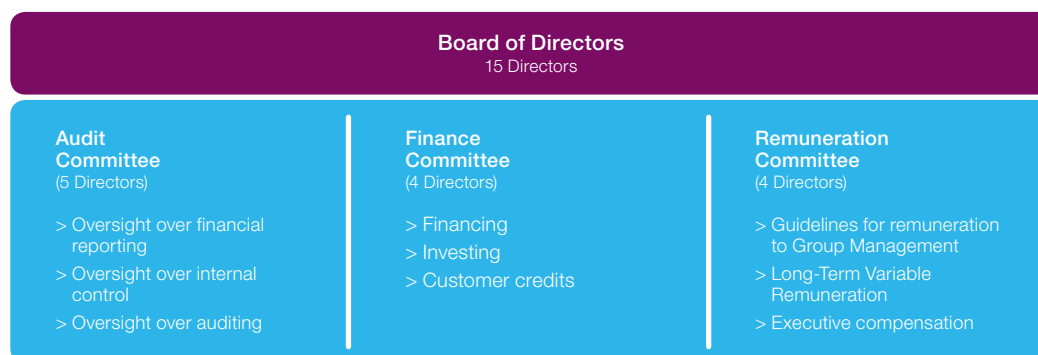 Board of Directors
15 Directors
Audit
Committee
(5 Directors)
> Oversight over financial
reporting
> Oversight over internal
control
> Oversight over auditing
Finance
Committee
(4 Directors)
> Financing
> Investing
> Customer credits
Remuneration
Committee
(4 Directors)
> Guidelines for remuneration
to Group Management
> Long-Term Variable
Remuneration
> Executive compensation